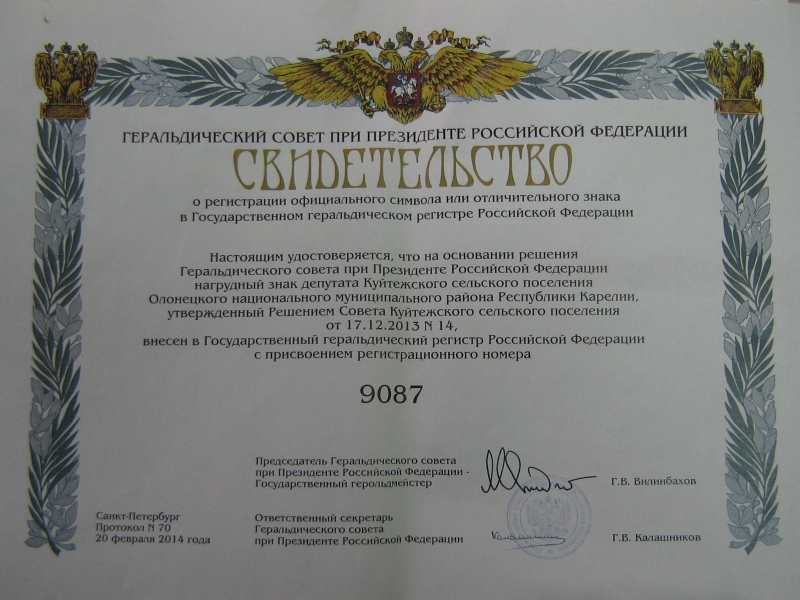 ГЕРАЛЬДИЧЕСКИЙ СОВЕТ ПРИ ПРЕЗИДЕНТЕ РОССИЙСКОЙ ФЕДЕРАЦИИ
СВИДЕТЕЛЬСТВО
о регистрации официального символа или отличительного знака
в Государственном геральдическом регистре Российской Федерации
Настоящим удостоверяется, что на основании решения
Геральдического совета при Президенте Российской Федерации
нагрудный знак депутата Куйтежского сельского поселения
Олонецкого национального муниципального района Республики Карелии,
утвержденный Решением Совета Куйтежского сельского поселения
от 17.12.2013 N 14,
внесен в Государственный геральдический регистр Российской Федерации
с присвоением регистрационного номера
9087
Председатель Геральдического совета
при Президенте Российской Федерации -
Государственный герольдмейстер
Г.В. Вилинбахов
Санкт-Петербург
Протокол N 70
20 февраля 2014 года
Ответственный секретарь
Геральдического совета
при Президенте Российской Федерации
Г.В. Калашников